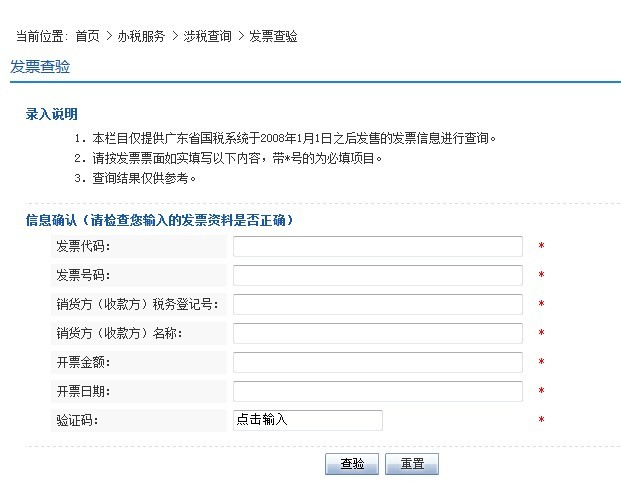 当前位置: 首页 > 办税服务 > 涉税查询 > 发票查验
发票查验
录入说明
1. 本栏目仅提供广东省国税系统于2008年1月1日之后发售的发票信息进行查询。
2. 请按发票票面如实填写以下内容，带*号的为必填项目。
3. 查询结果仅供参考。
信息确认（请检查您输入的发票资料是否正确）
发票代码: *
发票号码: *
销货方（收款方）税务登记号: *
销货方（收款方）名称: *
开票金额: *
开票日期: *
验证码: 点击输入 *
查验 重置